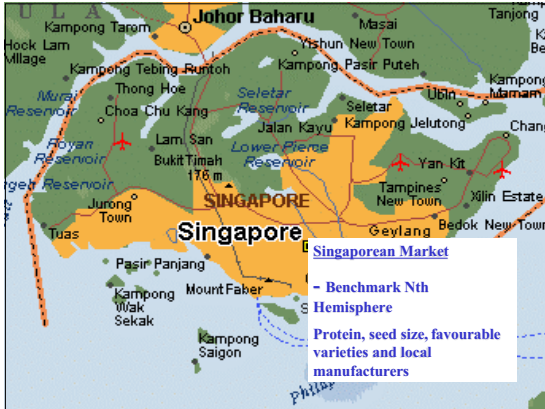 U L A
Johor Baharu
Kampong Tarom
Masai
Kampong
Tanjong
Hock Lam
Village
Yishun New Town
Kampong Pasir Puteh
Kampong Tebing Runtoh
Thong Hoe
Murai
Reservoir
Seletar
Reservoir
Seletar
Ubin
Kampong
Mamam
Choa Chu Kang
Jalan Kayu
Kampong Jelutong
Chang
Poyan
Reservoir
Lam San
Lower Pierce
Reservoir
Bukit Timah
176 m
Yan Kit
Reservoir
SINGAPORE
Tampines
New Town
Jurong
Town
Xilin Estate
Singapore
Geylang
Bedok New Town
Tuas
Pasir Panjang
Mount Faber
Kampong
Wak
Sekak
Kampong
Saigon
Singaporean Market
- Benchmark Nth
Hemisphere
Protein, seed size, favourable
varieties and local
manufacturers